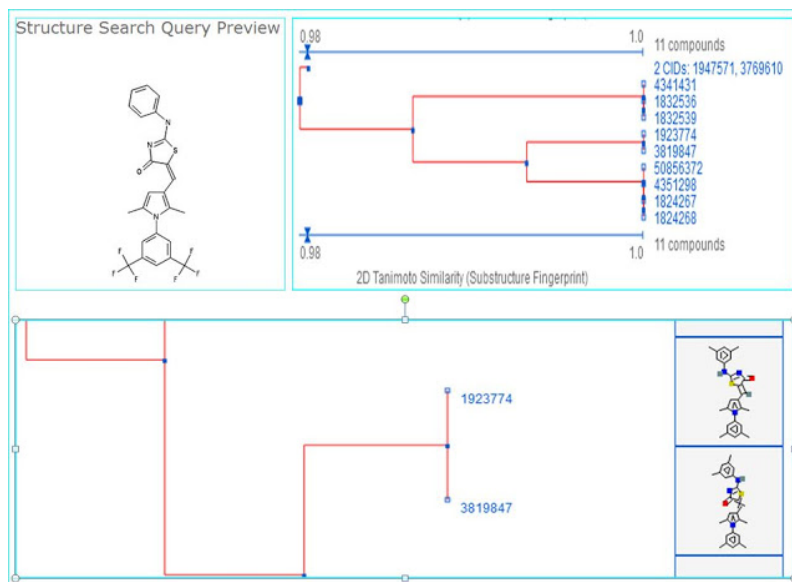 Structure Search Query Preview
0.98 1.0
11 compounds
2 CIDs: 1947571, 3769610
4341431
1832536
1832539
1923774
3819847
50856372
4351298
1824267
1824268
0.98 1.0
11 compounds
2D Tanimoto Similarity (Substructure Fingerprint)
N
N
S
O
N
F
F
F
F
F
F
1923774
3819847